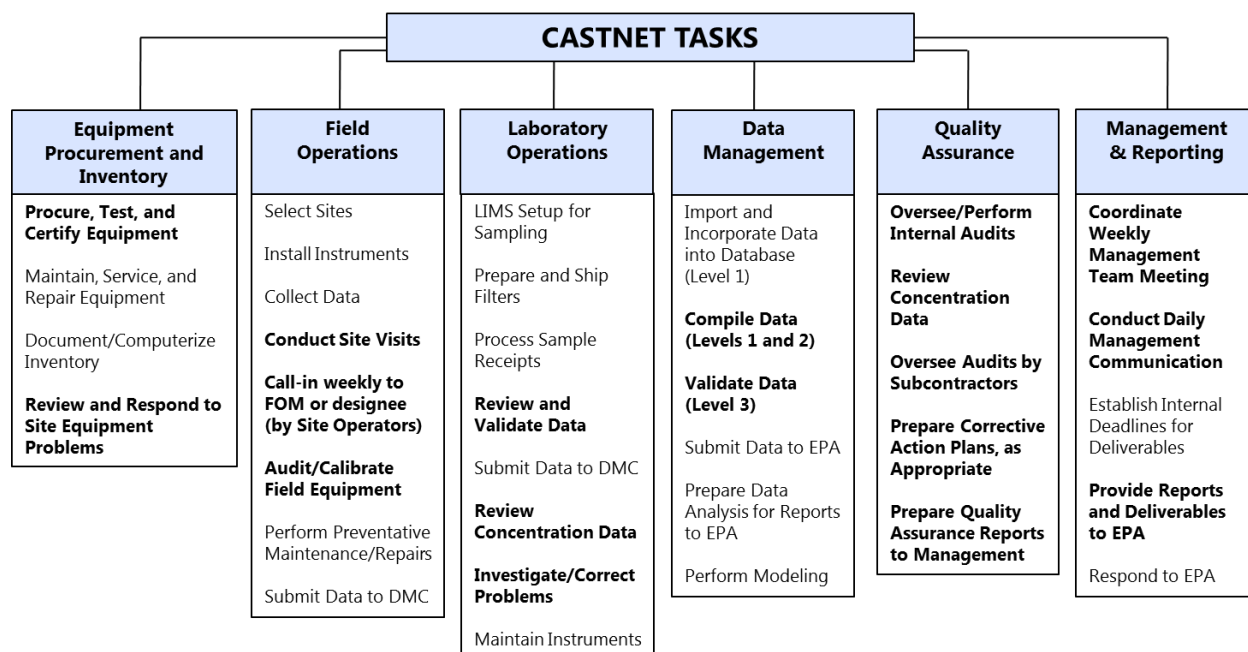 CASTNET TASKS
Equipment
Procurement and
Inventory
Procure, Test, and
Certify Equipment
Maintain, Service, and
Repair Equipment
Document/Computerize
Inventory
Review and Respond to
Site Equipment
Problems
Field
Operations
Select Sites
Install Instruments
Collect Data
Conduct Site Visits
Call-in weekly to
FOM or designee
(by Site Operators)
Audit/Calibrate
Field Equipment
Perform Preventative
Maintenance/Repairs
Submit Data to DMC
Laboratory
Operations
LIMS Setup for
Sampling
Prepare and Ship
Filters
Process Sample
Receipts
Review and
Validate Data
Submit Data to DMC
Review
Concentration Data
Investigate/Correct
Problems
Maintain Instruments
Data
Management
Import and
Incorporate Data
into Database
(Level 1)
Compile Data
(Levels 1 and 2)
Validate Data
(Level 3)
Submit Data to EPA
Prepare Data
Analysis for Reports
to EPA
Perform Modeling
Quality
Assurance
Oversee/Perform
Internal Audits
Review
Concentration
Data
Oversee Audits by
Subcontractors
Prepare Corrective
Action Plans, as
Appropriate
Prepare Quality
Assurance Reports
to Management
Management
& Reporting
Coordinate
Weekly
Management
Team Meeting
Conduct Daily
Management
Communication
Establish Internal
Deadlines for
Deliverables
Provide Reports
and Deliverables
to EPA
Respond to EPA